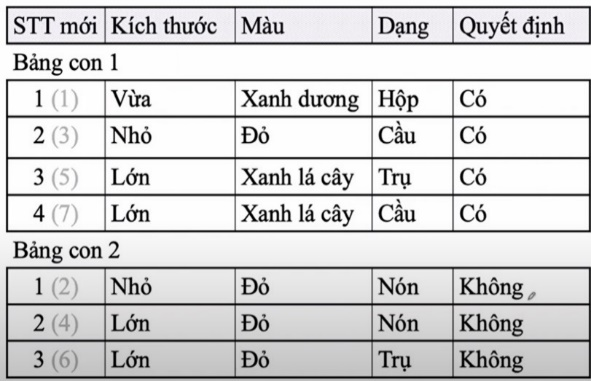 STT mới Kích thước Màu Dạng Quyết định
Bảng con 1
1 (1) Vừa Xanh dương Hộp Có
2 (3) Nhỏ Đỏ Cầu Có
3 (5) Lớn Xanh lá cây Trụ Có
4 (7) Lớn Xanh lá cây Cầu Có
Bảng con 2
1 (2) Nhỏ Đỏ Nón Không
2 (4) Lớn Đỏ Nón Không
3 (6) Lớn Đỏ Trụ Không